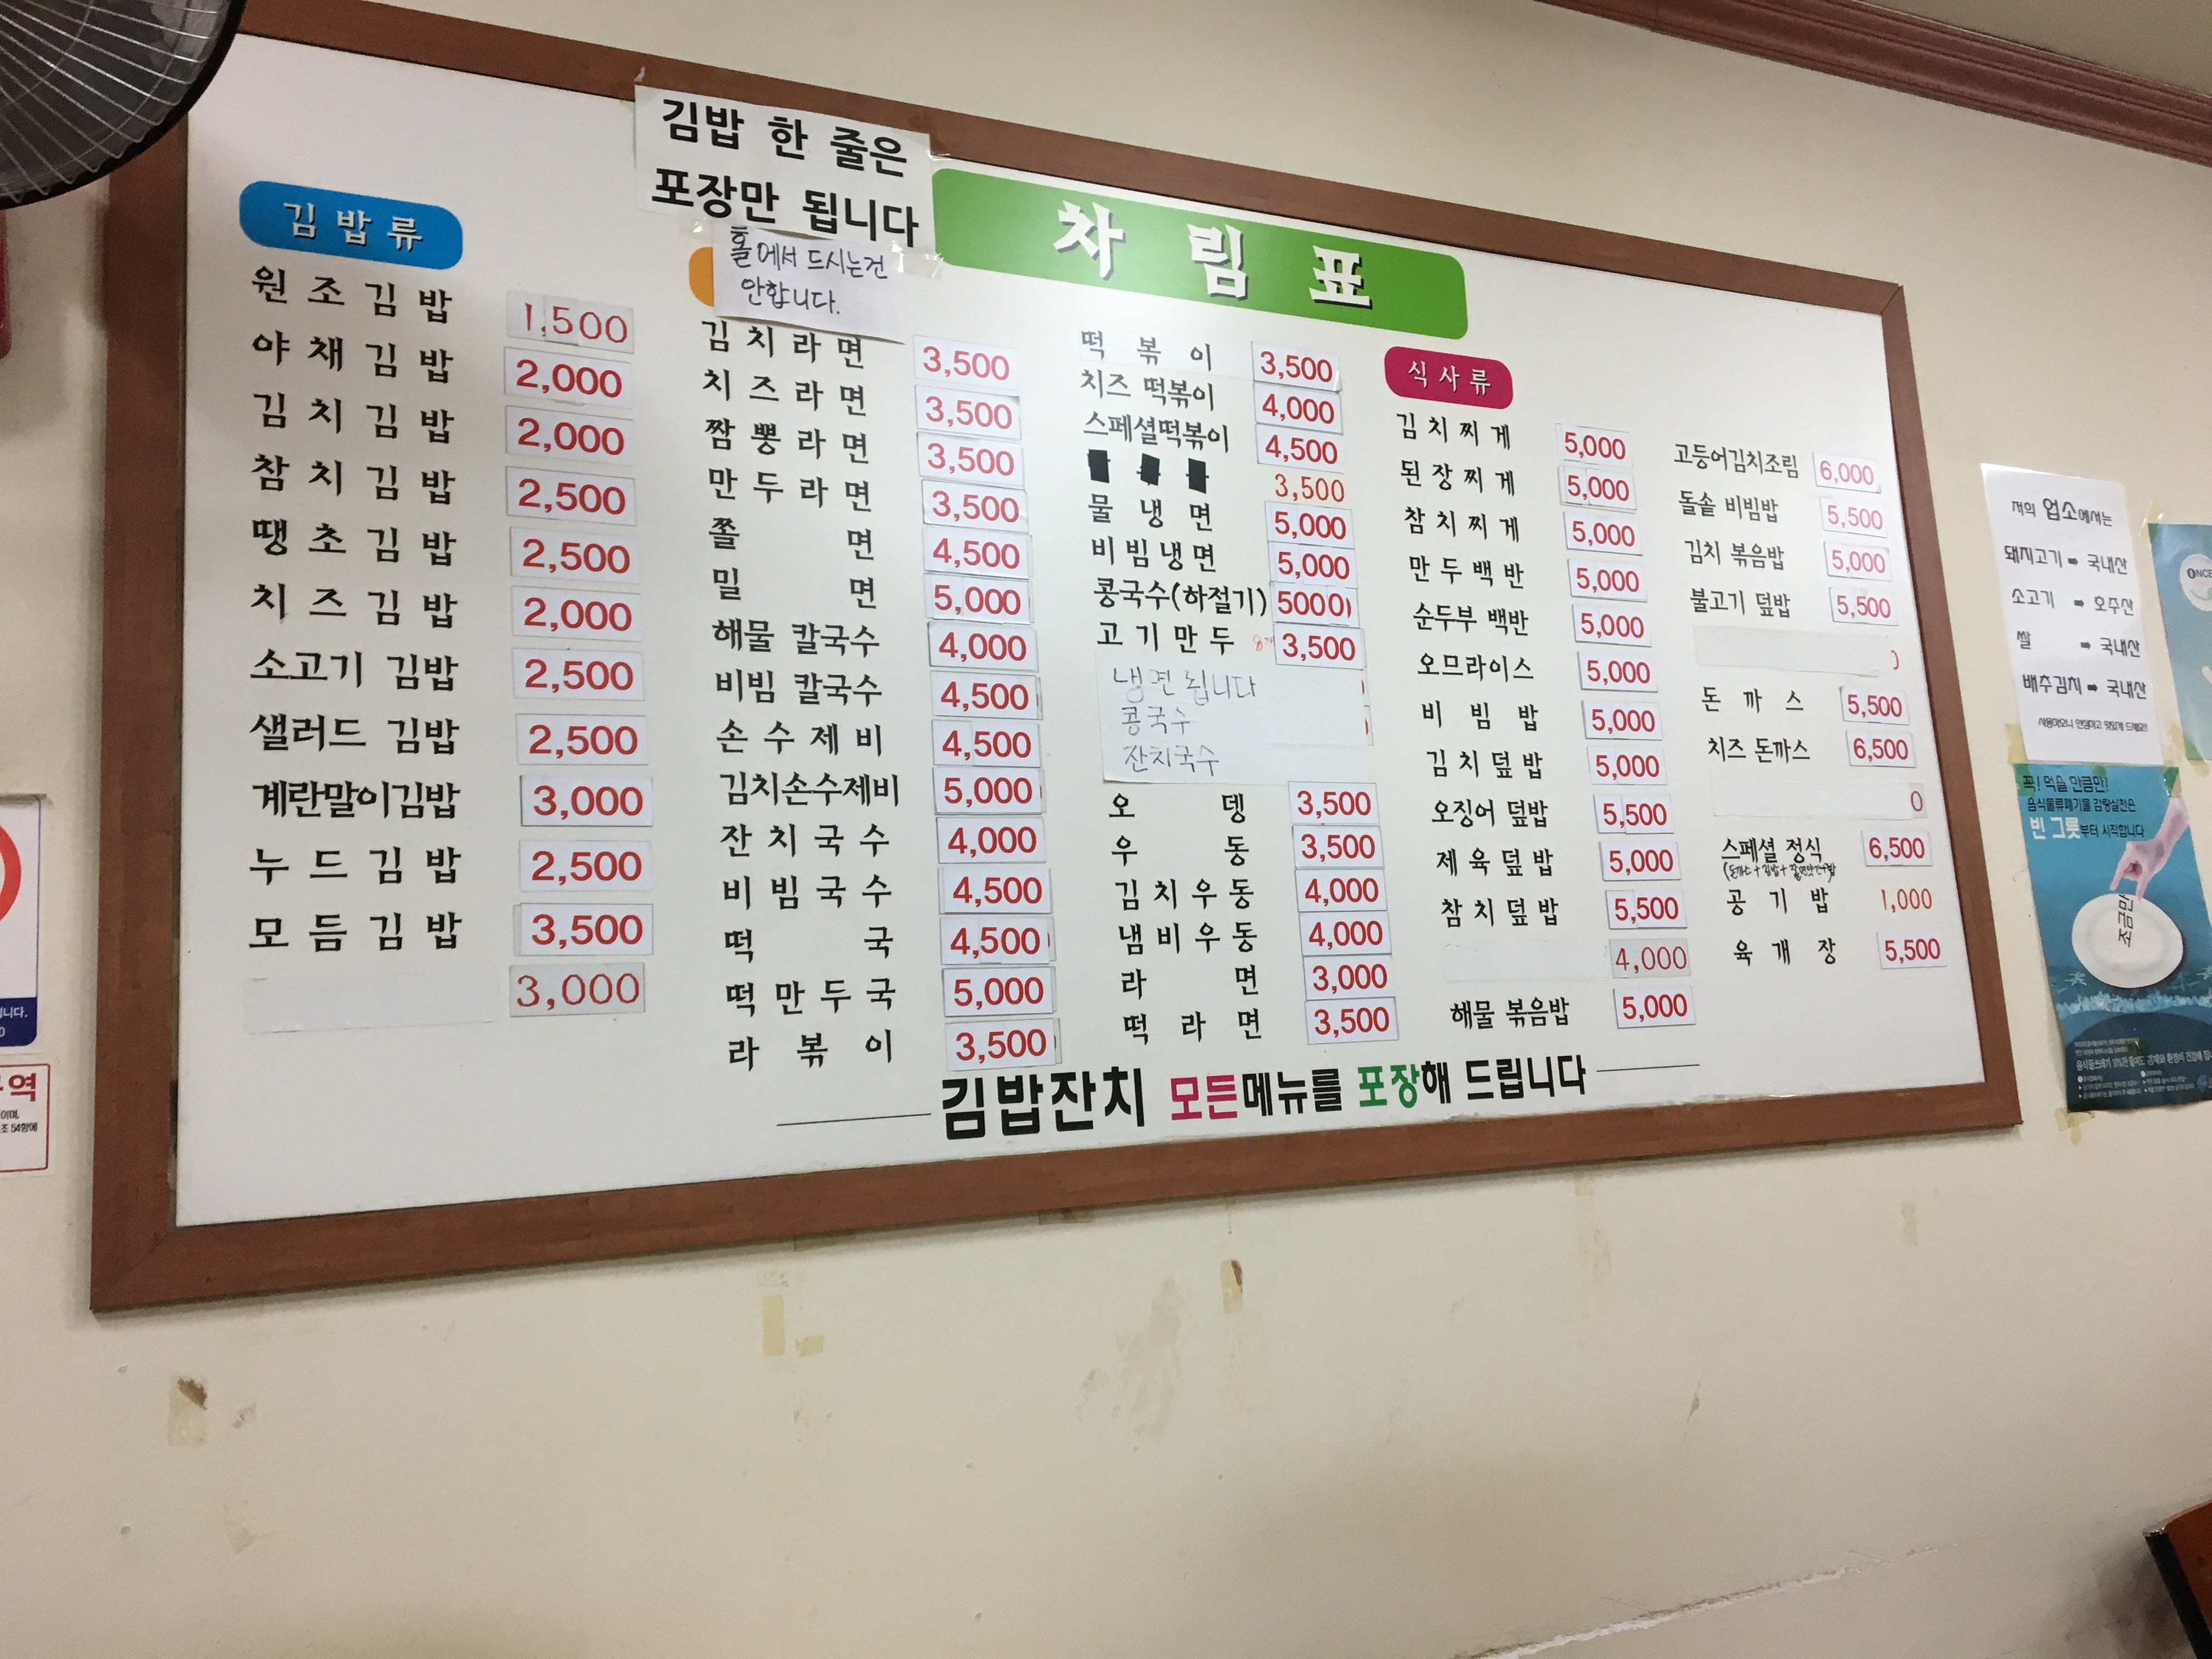 김밥 한 줄은
포장만 됩니다
홀에서 드시는건
안합니다.
차림표
김밥류
원조김밥 1,500
야채김밥 2,000
김치김밥 2,000
참치김밥 2,500
땡초김밥 2,500
치즈김밥 2,000
소고기 김밥 2,500
샐러드 김밥 2,500
계란말이김밥 3,000
누드김밥 2,500
모듬김밥 3,500
3,000
김치라면 3,500
치즈라면 3,500
짬뽕라면 3,500
만두라면 3,500
쫄면 4,500
밀면 5,000
해물 칼국수 4,000
비빔 칼국수 4,500
손수제비 4,500
김치손수제비 5,000
잔치국수 4,000
비빔국수 4,500
떡국 4,500
떡만두국 5,000
라볶이 3,500
떡볶이 3,500
치즈 떡볶이 4,000
스페셜떡볶이 4,500
3,500
물냉면 5,000
비빔냉면 5,000
콩국수(하절기) 5000
고기만두 8개 3,500
냉면 됩니다
콩국수
잔치국수
오뎅 3,500
우동 3,500
김치우동 4,000
냄비우동 4,000
라면 3,000
떡라면 3,500
식사류
김치찌게 5,000
된장찌게 5,000
참치찌게 5,000
만두백반 5,000
순두부 백반 5,000
오므라이스 5,000
비빔밥 5,000
김치덮밥 5,000
오징어 덮밥 5,500
제육덮밥 5,000
참치덮밥 5,500
4,000
해물 볶음밥 5,000
고등어김치조림 6,000
돌솥 비빔밥 5,500
김치 볶음밥 5,000
불고기 덮밥 5,500
돈까스 5,500
치즈 돈까스 6,500
0
스페셜 정식 6,500
공기밥 1,000
육개장 5,500
김밥잔치 모든메뉴를 포장해 드립니다
저희 업소에서는
돼지고기 ➡ 국내산
소고기 ➡ 호주산
쌀 ➡ 국내산
배추김치 ➡ 국내산
꼭! 먹을 만큼만!
음식물류폐기물 감량실천은
빈 그릇부터 시작합니다
조금만